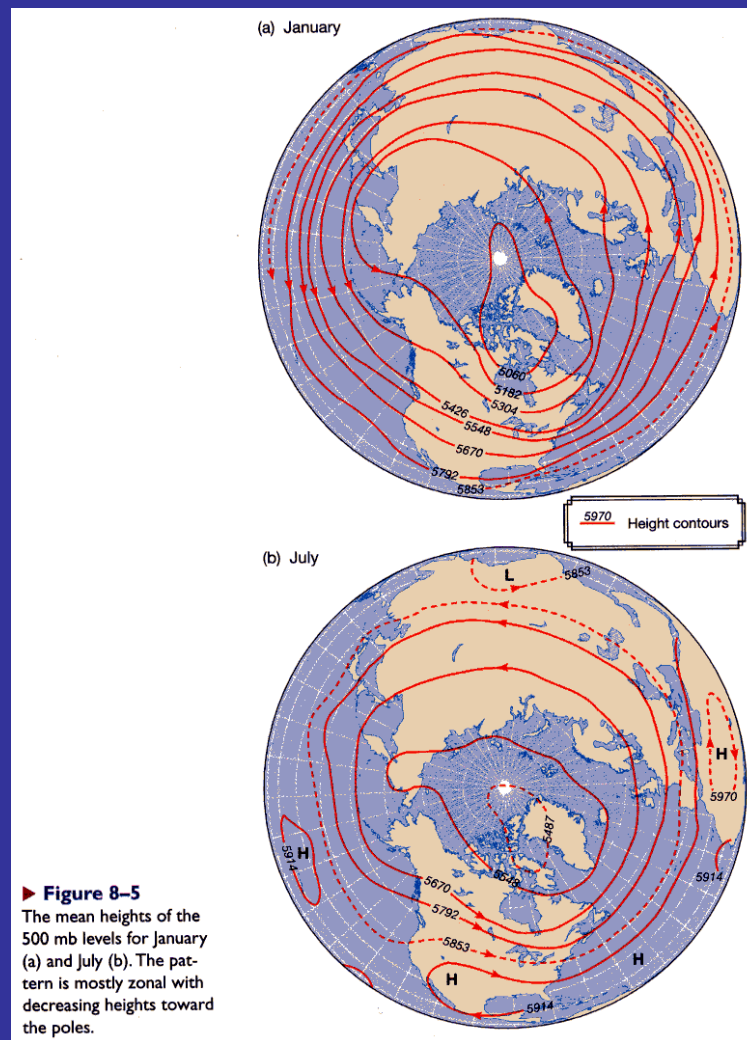 (a) January
5060
5182
5304
5426
5548
5670
5792
5853
5970 Height contours
(b) July
L
5853
H
5970
5914
5487
5548
H
5914
5670
5792
5853
H
H
5914
▶ Figure 8–5
The mean heights of the
500 mb levels for January
(a) and July (b). The pat-
tern is mostly zonal with
decreasing heights toward
the poles.